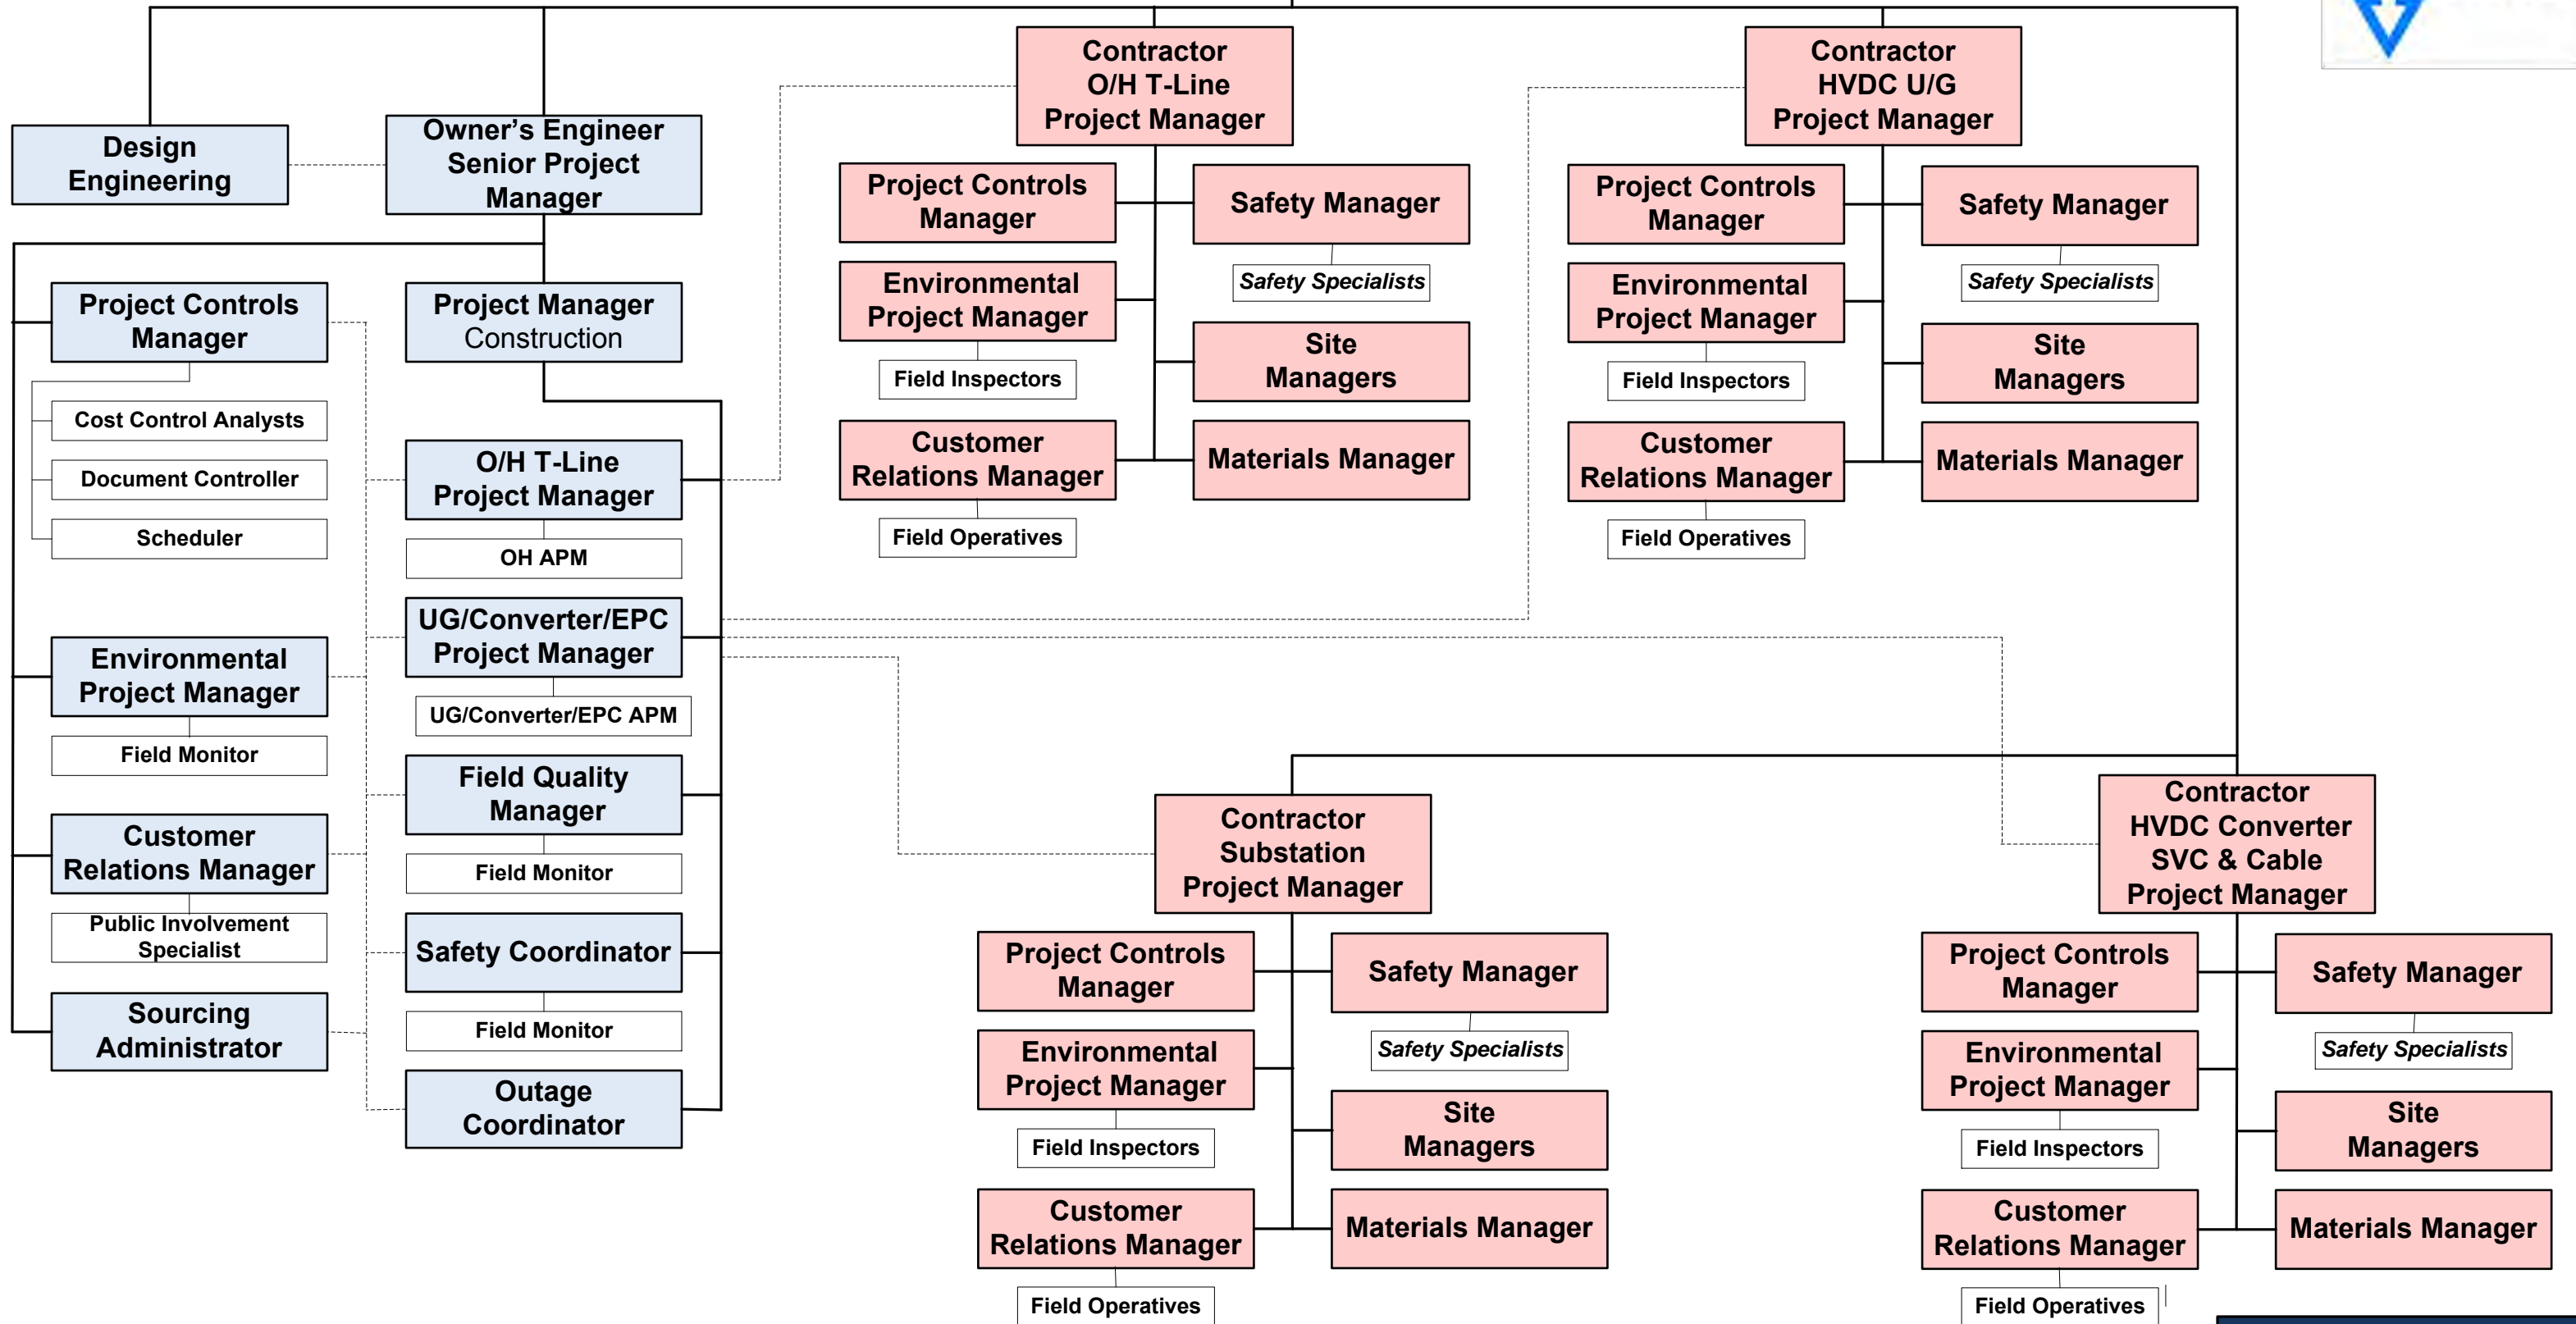 Design
Engineering
Owner’s Engineer
Senior Project
Manager
Project Controls
Manager
Cost Control Analysts
Document Controller
Scheduler
Environmental
Project Manager
Field Monitor
Customer
Relations Manager
Public Involvement
Specialist
Sourcing
Administrator
Project Manager
Construction
O/H T-Line
Project Manager
OH APM
UG/Converter/EPC
Project Manager
UG/Converter/EPC APM
Field Quality
Manager
Field Monitor
Safety Coordinator
Field Monitor
Outage
Coordinator
Contractor
O/H T-Line
Project Manager
Project Controls
Manager
Safety Manager
Safety Specialists
Environmental
Project Manager
Field Inspectors
Site
Managers
Customer
Relations Manager
Field Operatives
Materials Manager
Contractor
HVDC U/G
Project Manager
Project Controls
Manager
Safety Manager
Safety Specialists
Environmental
Project Manager
Field Inspectors
Site
Managers
Customer
Relations Manager
Field Operatives
Materials Manager
Contractor
Substation
Project Manager
Project Controls
Manager
Safety Manager
Safety Specialists
Environmental
Project Manager
Field Inspectors
Site
Managers
Customer
Relations Manager
Field Operatives
Materials Manager
Contractor
HVDC Converter
SVC & Cable
Project Manager
Project Controls
Manager
Safety Manager
Safety Specialists
Environmental
Project Manager
Field Inspectors
Site
Managers
Customer
Relations Manager
Field Operatives
Materials Manager